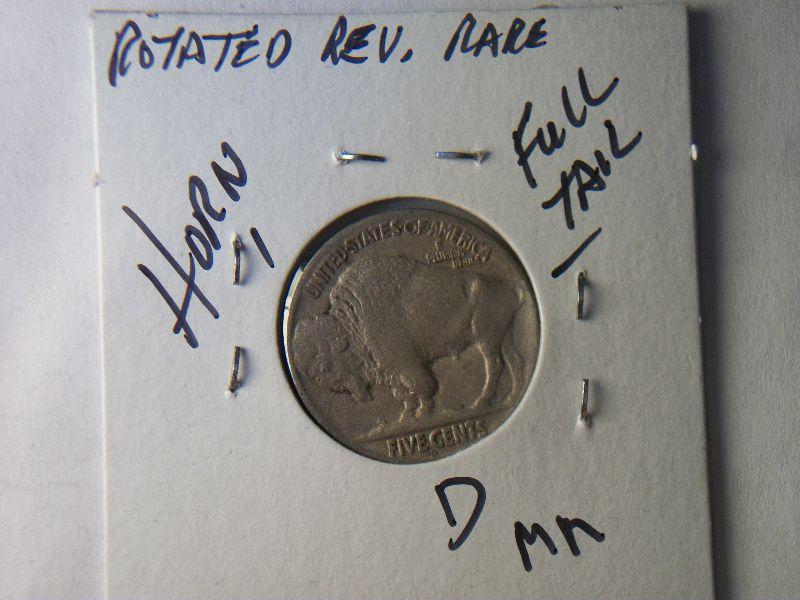 ROTATED REV. RARE
FULL
TAIL
HORN
UNITED STATES OF AMERICA
E
PLURIBUS
UNUM
FIVE CENTS
D
D MM